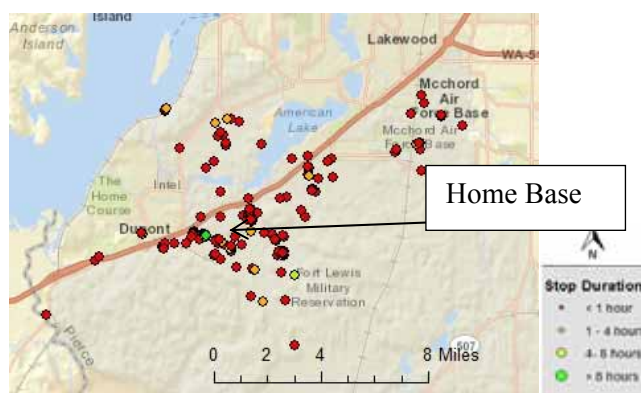 Anderson
Island
Island
Lakewood
WA-5
Mcchord
Air
Force Base
Mcchord Air
Force Base
American
Lake
The
Home
Course
Intel
Dupont
Home Base
N
Fort Lewis
Military
Reservation
Pierce
507
0 2 4 8 Miles
Stop Duration
< 1 hour
1 - 4 hours
4- 8 hours
> 8 hours